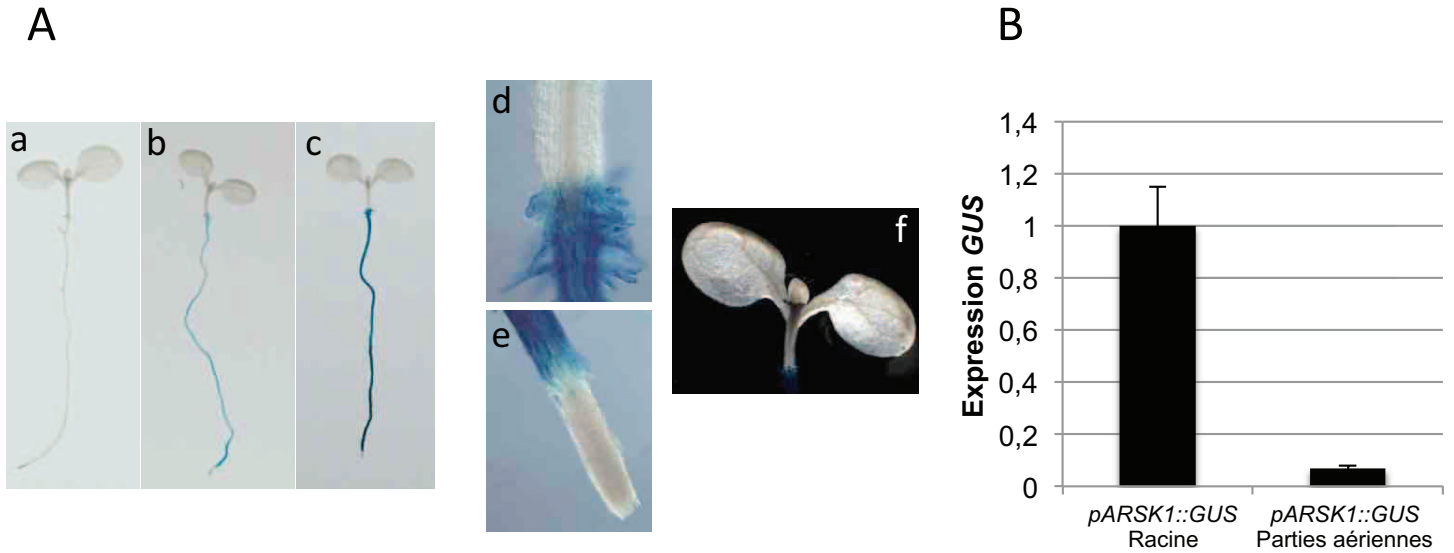 A
B
a
b
c
d
e
f
Expression GUS
1,4
1,2
1
0,8
0,6
0,4
0,2
0
pARSK1::GUS
Racine
pARSK1::GUS
Parties aériennes